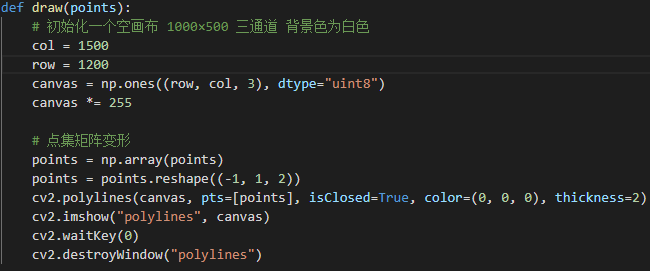 def draw(points):
    # 初始化一个空画布 1000×500 三通道 背景色为白色
    col = 1500
    row = 1200
    canvas = np.ones((row, col, 3), dtype="uint8")
    canvas *= 255
    # 点集矩阵变形
    points = np.array(points)
    points = points.reshape((-1, 1, 2))
    cv2.polylines(canvas, pts=[points], isClosed=True, color=(0, 0, 0), thickness=2)
    cv2.imshow("polylines", canvas)
    cv2.waitKey(0)
    cv2.destroyWindow("polylines")